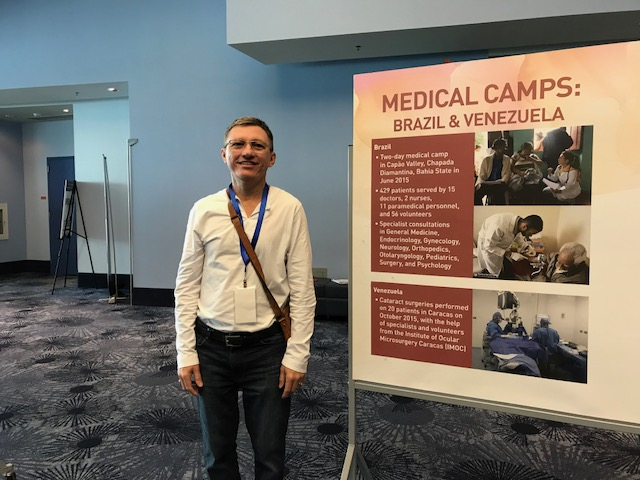 MEDICAL CAMPS:
BRAZIL & VENEZUELA
Brazil
• Two-day medical camp
in Capão Valley, Chapada
Diamantina, Bahia State in
June 2015
• 429 patients served by 15
doctors, 2 nurses,
11 paramedical personnel,
and 56 volunteers
• Specialist consultations
in General Medicine,
Endocrinology, Gynecology,
Neurology, Orthopedics,
Otolaryngology, Pediatrics,
Surgery, and Psychology
Venezuela
• Cataract surgeries performed
on 20 patients in Caracas on
October 2015, with the help
of specialists and volunteers
from the Institute of Ocular
Microsurgery Caracas (IMOC)